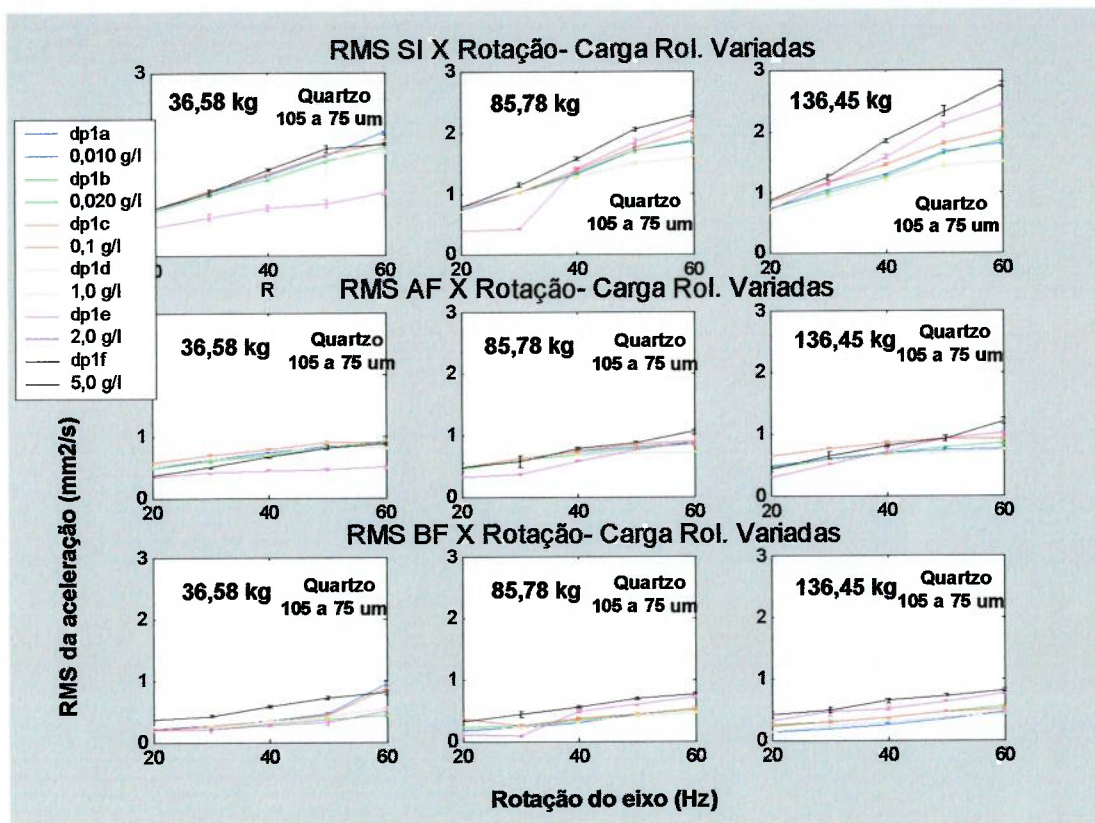 RMS SI X Rotação- Carga Rol. Variadas
3
36,58 kg
Quartzo
105 a 75 um
40
60
R
3
2
1
0
85,78 kg
Quartzo
105 a 75 um
20
40
60
3
2
1
0
136,45 kg
Quartzo
105 a 75 um
20
40
60
dp1a
0,010 g/l
dp1b
0,020 g/l
dp1c
0,1 g/l
dp1d
1,0 g/l
dp1e
2,0 g/l
dp1f
5,0 g/l
RMS AF X Rotação- Carga Rol. Variadas
36,58 kg
Quartzo
105 a 75 um
1
0
20
40
60
3
2
1
0
85,78 kg
Quartzo
105 a 75 um
20
40
60
3
2
1
0
136,45 kg
Quartzo
105 a 75 um
20
40
60
RMS BF X Rotação- Carga Rol. Variadas
3
2
1
0
36,58 kg
Quartzo
105 a 75 um
20
40
60
3
2
1
0
85,78 kg
Quartzo
105 a 75 um
20
40
60
3
2
1
0
136,45 kg
Quartzo
105 a 75 um
20
40
60
RMS da aceleração (mm2/s)
Rotação do eixo (Hz)